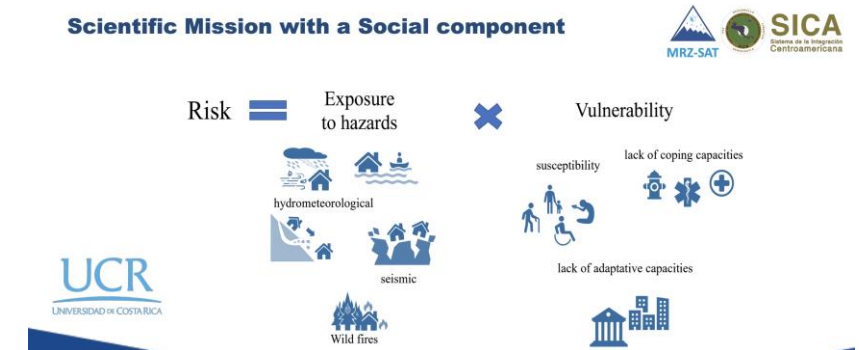 Scientific Mission with a Social component
MRZ-SAT
SICA
Sistema de la Integración
Centroamericana
Risk
Exposure
to hazards
Vulnerability
susceptibility
lack of coping capacities
hydrometeorological
seismic
lack of adaptative capacities
Wild fires
UCR
UNIVERSIDAD DE COSTA RICA